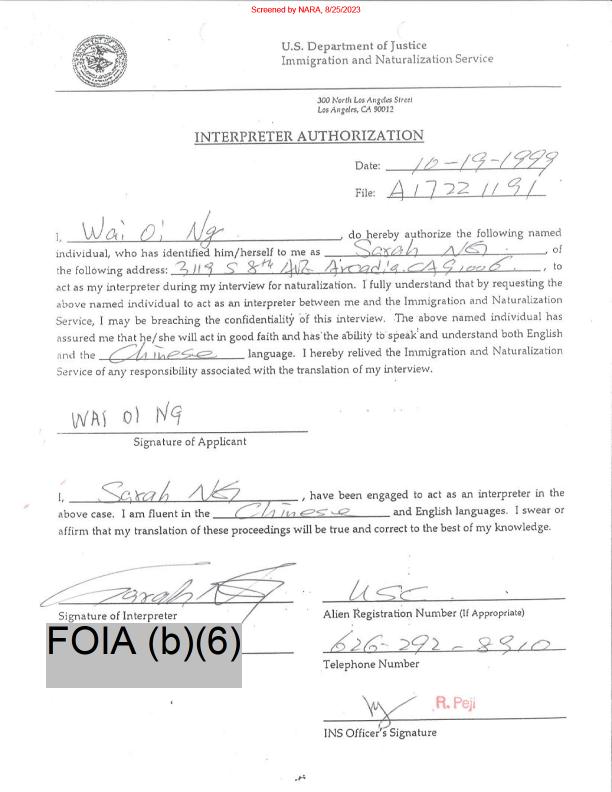 Screened by NARA, 8/25/2023
U.S. Department of Justice
Immigration and Naturalization Service
300 North Los Angeles Street
Los Angeles, CA 90012
INTERPRETER AUTHORIZATION
Date: 10-19-1999
File: A17221191
I, Wai Oi Ng, do hereby authorize the following named
individual, who has identified him/herself to me as Sarah NG, of
the following address: 3119 S 8th AVE Arcadia. CA 91006, to
act as my interpreter during my interview for naturalization. I fully understand that by requesting the
above named individual to act as an interpreter between me and the Immigration and Naturalization
Service, I may be breaching the confidentiality of this interview. The above named individual has
assured me that he/she will act in good faith and has the ability to speak and understand both English
and the Chinese language. I hereby relived the Immigration and Naturalization
Service of any responsibility associated with the translation of my interview.
WAI OI NG
Signature of Applicant
I, Sarah NG, have been engaged to act as an interpreter in the
above case. I am fluent in the Chinese and English languages. I swear or
affirm that my translation of these proceedings will be true and correct to the best of my knowledge.
Sarah NG
USC
Signature of Interpreter
Alien Registration Number (If Appropriate)
FOIA (b)(6)
626-292-8910
Telephone Number
R. Peji
INS Officer's Signature